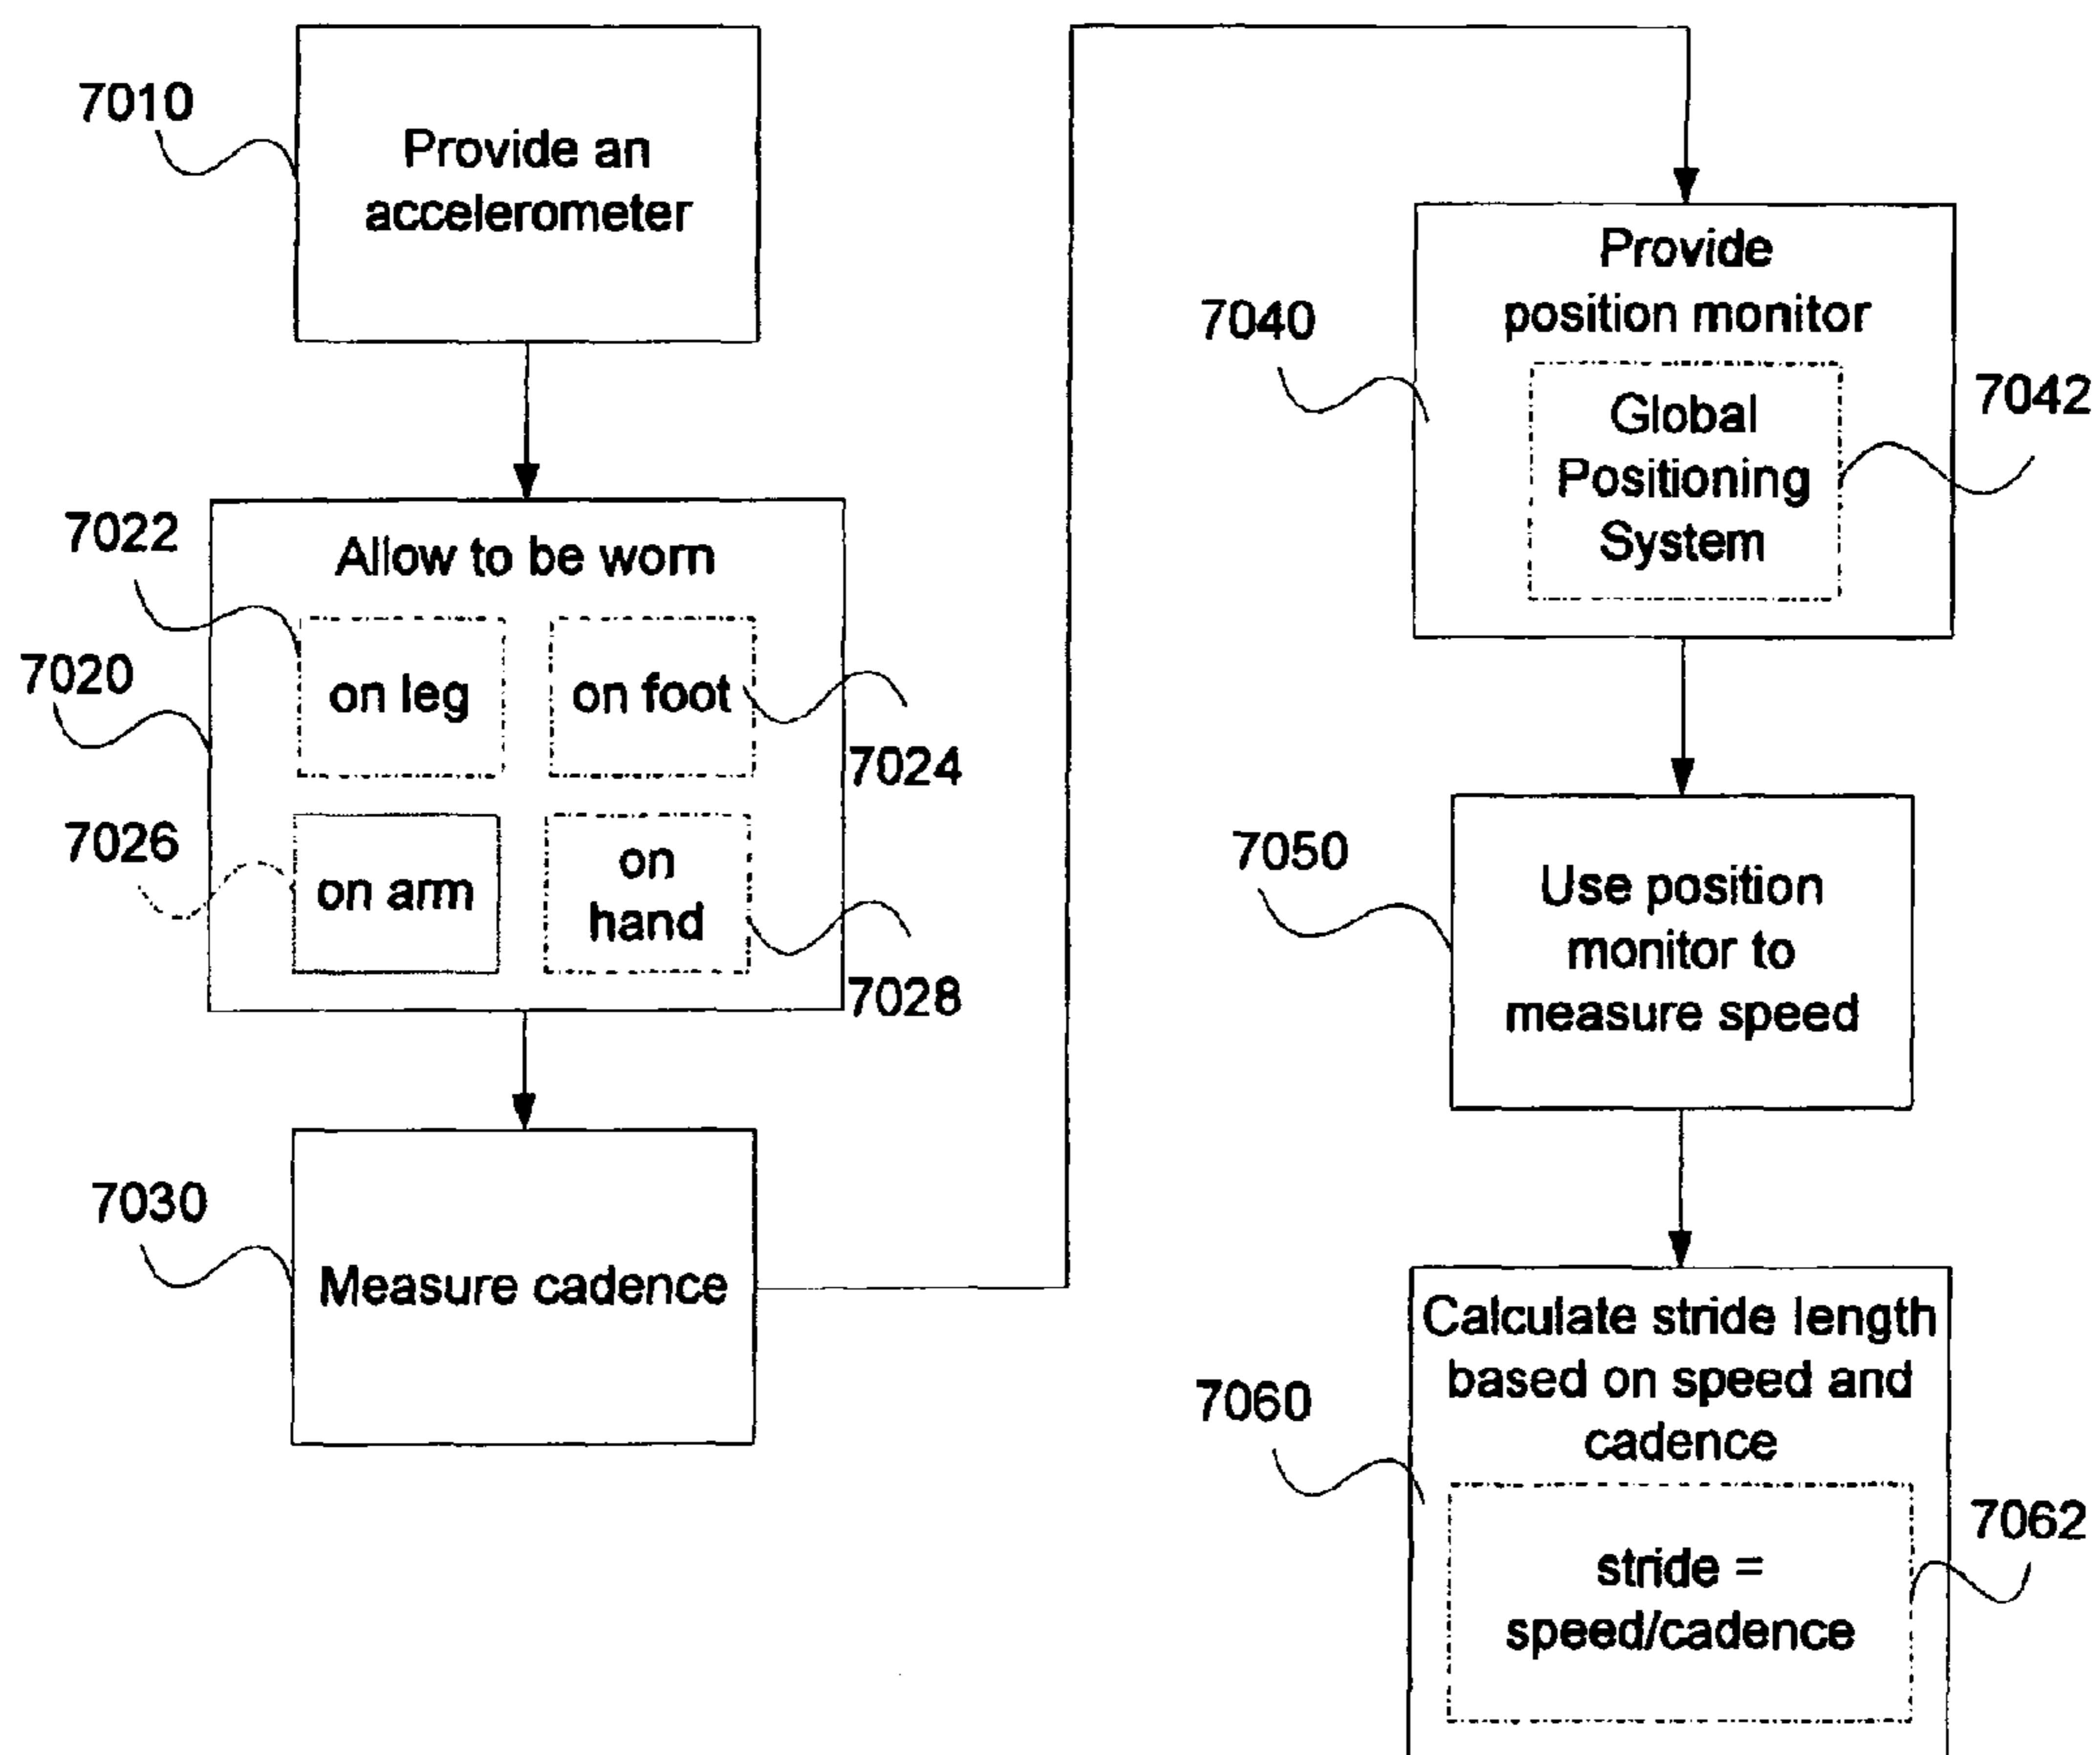 7010
Provide an
accelerometer
7022
Allow to be worn
7020
on leg
on foot
7024
7026
on arm
on
hand
7028
7030
Measure cadence
Provide
position monitor
7040
7042
Global
Positioning
System
7050
Use position
monitor to
measure speed
Calculate stride length
based on speed and
cadence
7060
7062
stride =
speed/cadence